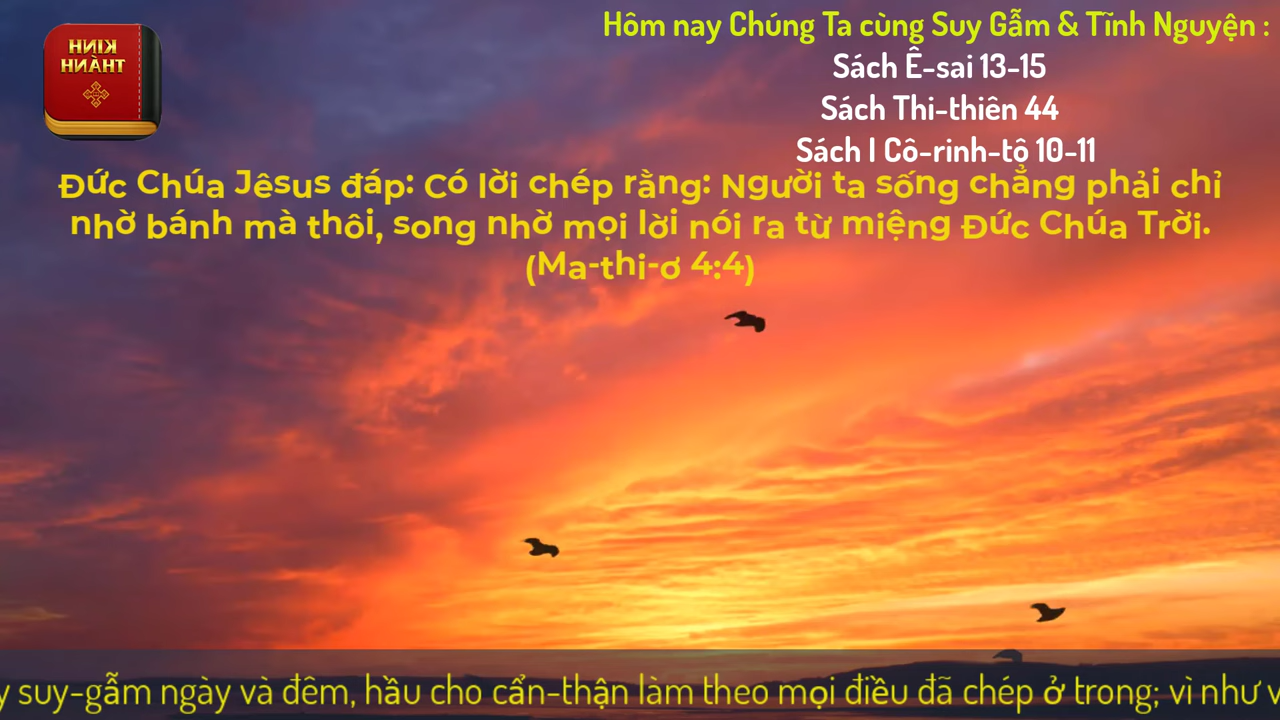 KINH
THÁNH
Hôm nay Chúng Ta cùng Suy Gẫm & Tĩnh Nguyện :
Sách Ê-sai 13-15
Sách Thi-thiên 44
Sách I Cô-rinh-tô 10-11
Đức Chúa Jêsus đáp: Có lời chép rằng: Người ta sống chẳng phải chỉ
nhờ bánh mà thôi, song nhờ mọi lời nói ra từ miệng Đức Chúa Trời.
(Ma-thi-ơ 4:4)
suy-gẫm ngày và đêm, hầu cho cẩn-thận làm theo mọi điều đã chép ở trong; vì như